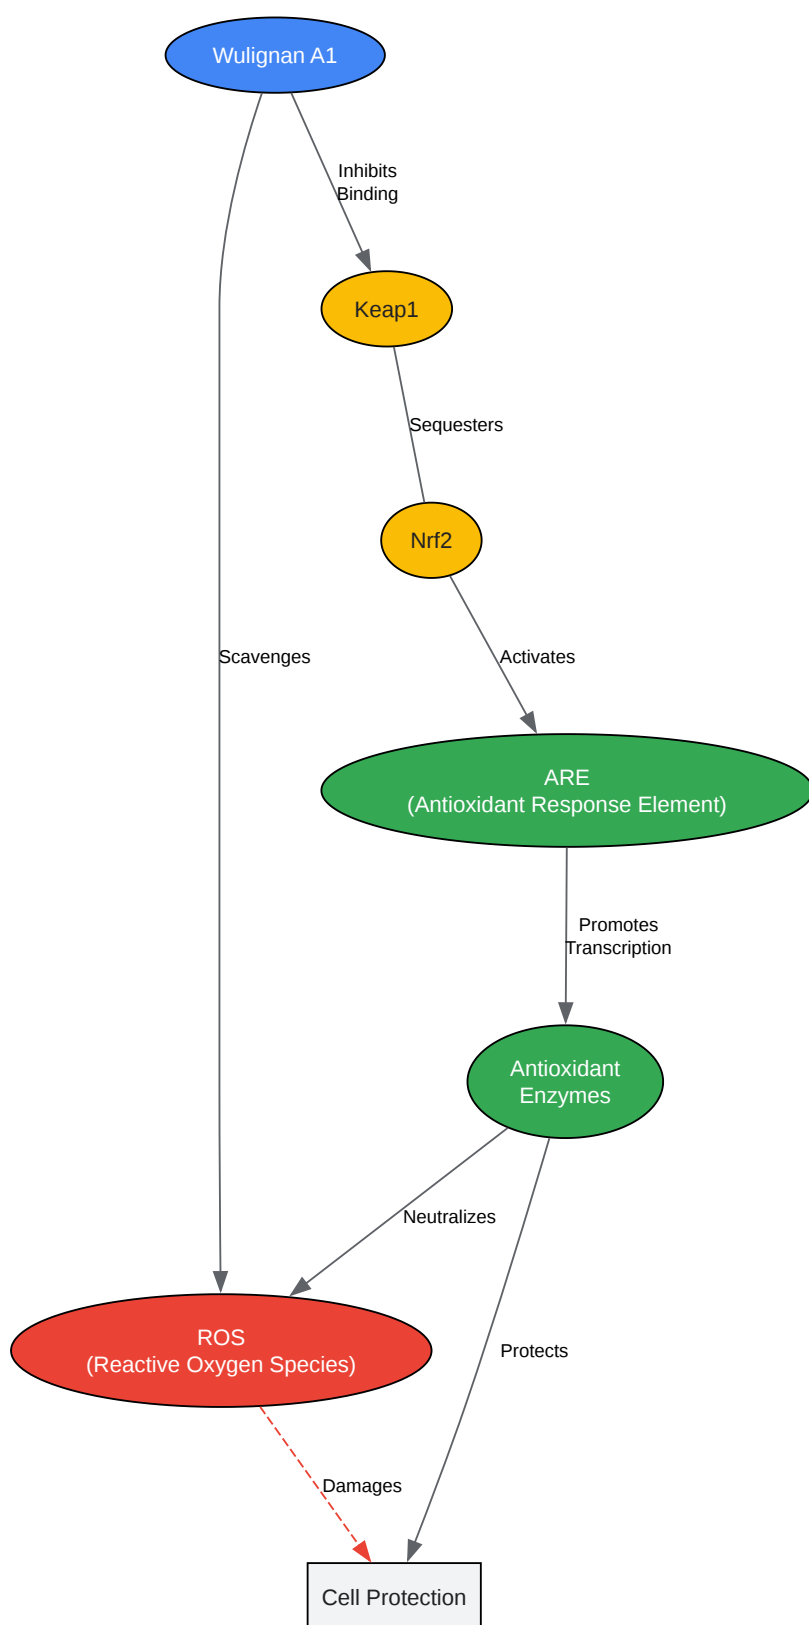 Wulignan A1
Inhibits
Binding
Keap1
Sequesters
Nrf2
Scavenges
Activates
ARE
(Antioxidant Response Element)
Promotes
Transcription
Antioxidant
Enzymes
Neutralizes
ROS
(Reactive Oxygen Species)
Protects
Damages
Cell Protection